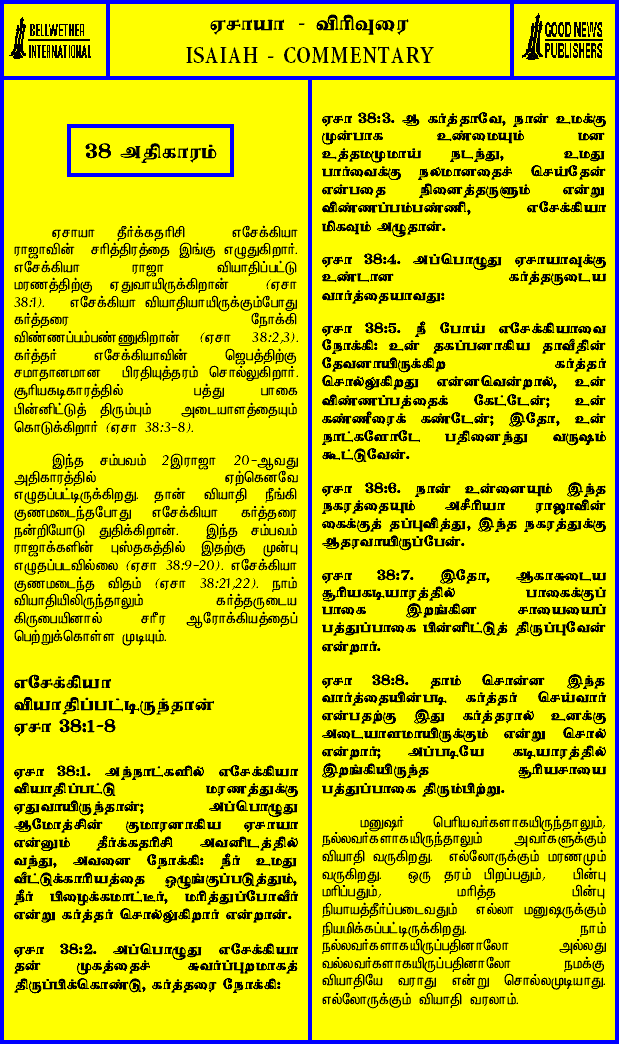 BELLWETHER
INTERNATIONAL
ஏசாயா - விரிவுரை
ISAIAH - COMMENTARY
GOOD NEWS
PUBLISHERS
38 அதிகாரம்
ஏசாயா தீர்க்கதரிசி எசேக்கியா
ராஜாவின் சரித்திரத்தை இங்கு எழுதுகிறார்.
எசேக்கியா ராஜா வியாதிப்பட்டு
மரணத்திற்கு ஏதுவாயிருக்கிறான் (ஏசா
38:1). எசேக்கியா வியாதியாயிருக்கும்போது
கர்த்தரை நோக்கி
விண்ணப்பம்பண்ணுகிறான் (ஏசா 38:2,3).
கர்த்தர் எசேக்கியாவின் ஜெபத்திற்கு
சமாதானமான பிரதியுத்தரம் சொல்லுகிறார்.
சூரியகடிகாரத்தில் பத்து பாகை
பின்னிட்டுத் திரும்பும் அடையாளத்தையும்
கொடுக்கிறார் (ஏசா 38:3-8).
இந்த சம்பவம் 2இராஜா 20-ஆவது
அதிகாரத்தில் ஏற்கெனவே
எழுதப்பட்டிருக்கிறது. தான் வியாதி நீங்கி
குணமடைந்தபோது எசேக்கியா கர்த்தரை
நன்றியோடு துதிக்கிறான். இந்த சம்பவம்
ராஜாக்களின் புஸ்தகத்தில் இதற்கு முன்பு
எழுதப்படவில்லை (ஏசா 38:9-20). எசேக்கியா
குணமடைந்த விதம் (ஏசா 38:21,22). நாம்
வியாதியிலிருந்தாலும் கர்த்தருடைய
கிருபையினால் சரீர ஆரோக்கியத்தைப்
பெற்றுக்கொள்ள முடியும்.
எசேக்கியா
வியாதிப்பட்டிருந்தான்
ஏசா 38:1-8
ஏசா 38:1. அந்நாட்களில் எசேக்கியா
வியாதிப்பட்டு மரணத்துக்கு
ஏதுவாயிருந்தான்; அப்பொழுது
ஆமோத்சின் குமாரனாகிய ஏசாயா
என்னும் தீர்க்கதரிசி அவனிடத்தில்
வந்து, அவனை நோக்கி: நீர் உமது
வீட்டுக்காரியத்தை ஒழுங்குப்படுத்தும்,
நீர் பிழைக்கமாட்டீர், மரித்துப்போவீர்
என்று கர்த்தர் சொல்லுகிறார் என்றான்.
ஏசா 38:2. அப்பொழுது எசேக்கியா
தன் முகத்தைச் சுவர்ப்புறமாகத்
திருப்பிக்கொண்டு, கர்த்தரை நோக்கி:
ஏசா 38:3. ஆ கர்த்தாவே, நான் உமக்கு
முன்பாக உண்மையும் மன
உத்தமமுமாய் நடந்து, உமது
பார்வைக்கு நலமானதைச் செய்தேன்
என்பதை நினைத்தருளும் என்று
விண்ணப்பம்பண்ணி, எசேக்கியா
மிகவும் அழுதான்.
ஏசா 38:4. அப்பொழுது ஏசாயாவுக்கு
உண்டான கர்த்தருடைய
வார்த்தையாவது:
ஏசா 38:5. நீ போய் எசேக்கியாவை
நோக்கி: உன் தகப்பனாகிய தாவீதின்
தேவனாயிருக்கிற கர்த்தர்
சொல்லுகிறது என்னவென்றால், உன்
விண்ணப்பத்தைக் கேட்டேன்; உன்
கண்ணீரைக் கண்டேன்; இதோ, உன்
நாட்களோடே பதினைந்து வருஷம்
கூட்டுவேன்.
ஏசா 38:6. நான் உன்னையும் இந்த
நகரத்தையும் அசீரியா ராஜாவின்
கைக்குத் தப்புவித்து, இந்த நகரத்துக்கு
ஆதரவாயிருப்பேன்.
ஏசா 38:7. இதோ, ஆகாசுடைய
சூரியகடியாரத்தில் பாகைக்குப்
பாகை இறங்கின சாயையைப்
பத்துப்பாகை பின்னிட்டுத் திருப்புவேன்
என்றார்.
ஏசா 38:8. தாம் சொன்ன இந்த
வார்த்தையின்படி கர்த்தர் செய்வார்
என்பதற்கு இது கர்த்தரால் உனக்கு
அடையாளமாயிருக்கும் என்று சொல்
என்றார்; அப்படியே கடியாரத்தில்
இறங்கியிருந்த சூரியசாயை
பத்துப்பாகை திரும்பிற்று.
மனுஷர் பெரியவர்களாகயிருந்தாலும்,
நல்லவர்களாகயிருந்தாலும் அவர்களுக்கும்
வியாதி வருகிறது. எல்லோருக்கும் மரணமும்
வருகிறது. ஒரு தரம் பிறப்பதும், பின்பு
மரிப்பதும், மரித்த பின்பு
நியாயத்தீர்ப்படைவதும் எல்லா மனுஷருக்கும்
நியமிக்கப்பட்டிருக்கிறது. நாம்
நல்லவர்களாகயிருப்பதினாலோ அல்லது
வல்லவர்களாகயிருப்பதினாலோ நமக்கு
வியாதியே வராது என்று சொல்லமுடியாது.
எல்லோருக்கும் வியாதி வரலாம்.